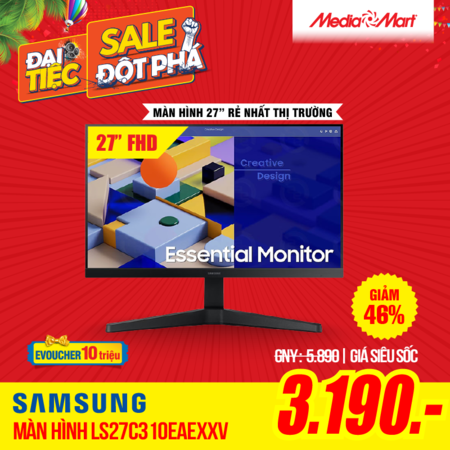 ĐẠI TIỆC
SALE ĐỘT PHÁ
MediaMart
MÀN HÌNH 27” RẺ NHẤT THỊ TRƯỜNG
27” FHD
Creative
Design
Essential Monitor
SAMSUNG
GIẢM
46%
EVOUCHER 10 triệu
GNY: 5.890 | GIÁ SIÊU SỐC
SAMSUNG
3.190.-
MÀN HÌNH LS27C310EAEXXV